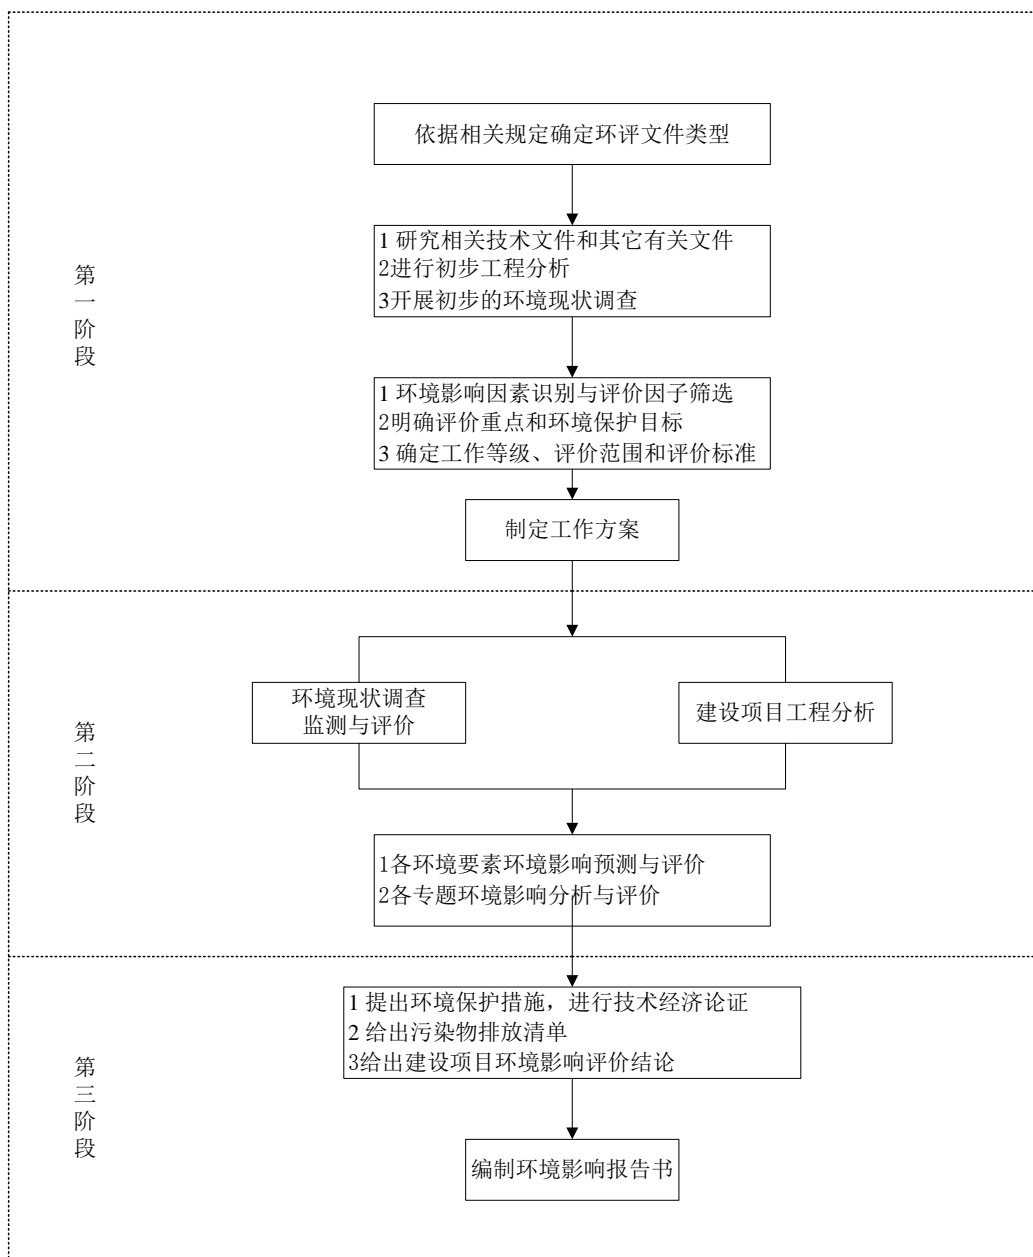 依据相关规定确定环评文件类型
1 研究相关技术文件和其它有关文件
2进行初步工程分析
3开展初步的环境现状调查
第一阶段
1 环境影响因素识别与评价因子筛选
2明确评价重点和环境保护目标
3 确定工作等级、评价范围和评价标准
制定工作方案
环境现状调查
监测与评价
建设项目工程分析
第二阶段
1各环境要素环境影响预测与评价
2各专题环境影响分析与评价
1 提出环境保护措施，进行技术经济论证
2 给出污染物排放清单
3给出建设项目环境影响评价结论
第三阶段
编制环境影响报告书